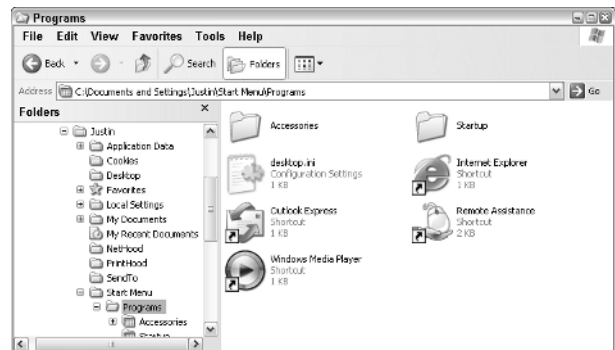 Programs
File Edit View Favorites Tools Help
Back Search Folders
Address C:\Documents and Settings\Justin\Start Menu\Programs Go
Folders
Justin
Application Data
Cookies
Desktop
Favorites
Local Settings
My Documents
My Recent Documents
NetHood
PrintHood
SendTo
Start Menu
Programs
Accessories
Startup
Accessories
Startup
desktop.ini
Configuration Settings
1 KB
Internet Explorer
Shortcut
1 KB
Outlook Express
Shortcut
1 KB
Remote Assistance
Shortcut
2 KB
Windows Media Player
Shortcut
1 KB